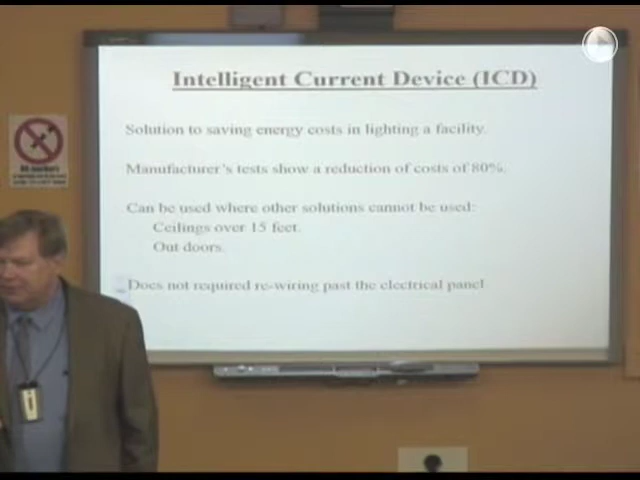 Intelligent Current Device (ICD)
Solution to saving energy costs in lighting a facility.
Manufacturer's tests show a reduction of costs of 80%.
Can be used where other solutions cannot be used:
Ceilings over 15 feet.
Out doors.
Does not required re-wiring past the electrical panel